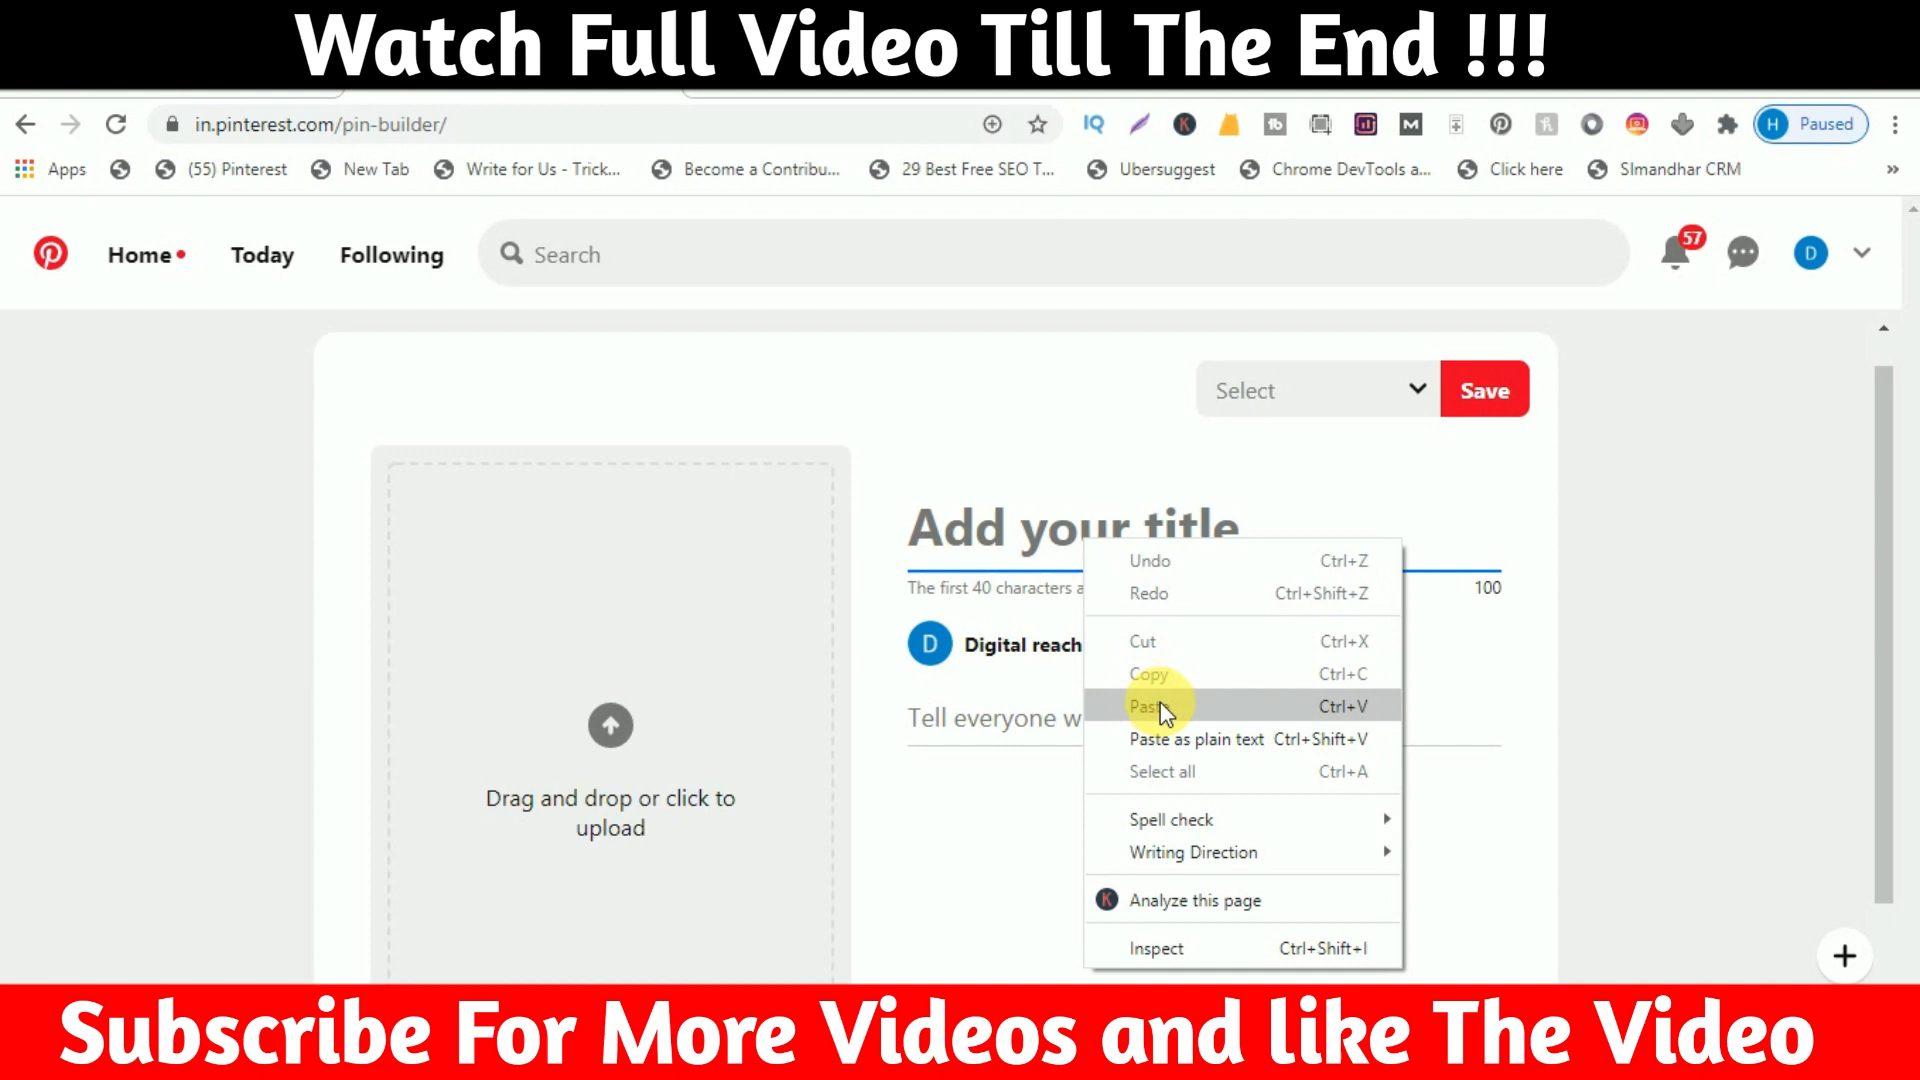 Watch Full Video Till The End !!!
in.pinterest.com/pin-builder/
IQ
K
tb
M
H Paused
Apps
(55) Pinterest
New Tab
Write for Us - Trick...
Become a Contribu...
29 Best Free SEO T...
Ubersuggest
Chrome DevTools a...
Click here
SImandhar CRM
»
Home
Today
Following
Search
57
D
Select
Save
Add your title
The first 40 characters a
100
D Digital reach
Tell everyone w
Drag and drop or click to
upload
Undo Ctrl+Z
Redo Ctrl+Shift+Z
Cut Ctrl+X
Copy Ctrl+C
Paste Ctrl+V
Paste as plain text Ctrl+Shift+V
Select all Ctrl+A
Spell check
Writing Direction
K Analyze this page
Inspect Ctrl+Shift+I
Subscribe For More Videos and like The Video